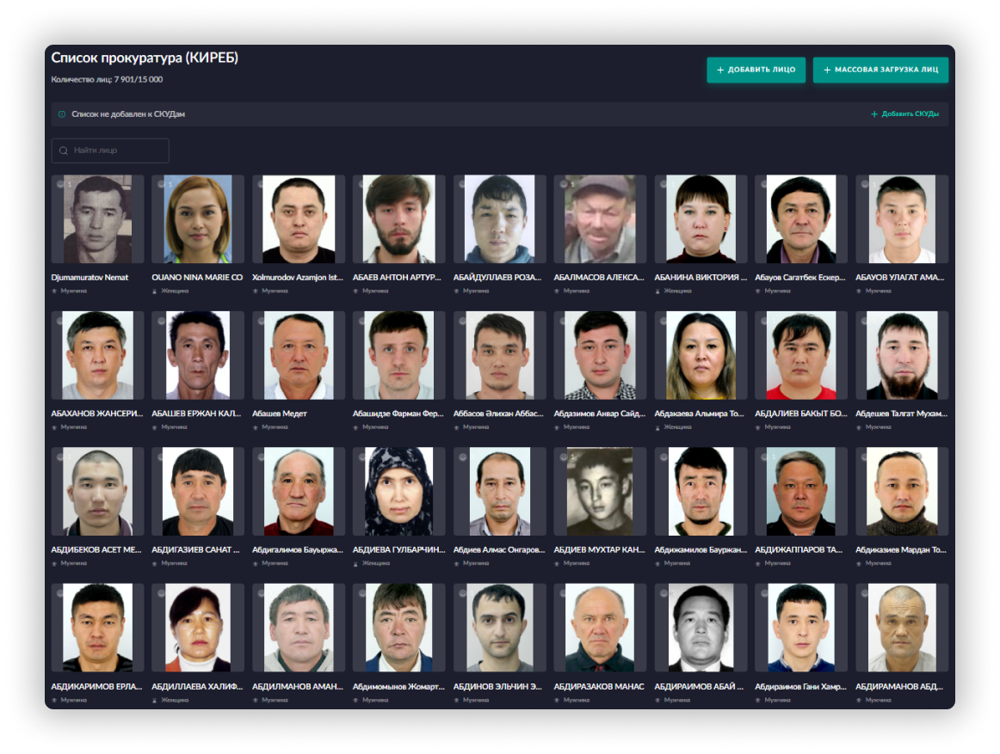 Список прокуратура (КИРЕБ)
+ ДОБАВИТЬ ЛИЦО
+ МАССОВАЯ ЗАГРУЗКА ЛИЦ
Количество лиц: 7 901/15 000
Список не добавлен к СКУДам
+ Добавить СКУДы
Найти лицо
Djumamuratov Nemat
OUANO NINA MARIE CO
Xolmurodov Azamjon Ist...
АБАЕВ АНТОН АРТУР...
АБАЙДУЛЛАЕВ РОЗА...
АБАЛМАСОВ АЛЕКСА...
АБАНИНА ВИКТОРИЯ ...
Абауов Сагатбек Ескер...
АБАУОВ УЛАГАТ АМА...
Мужчина
Женщина
Мужчина
Мужчина
Мужчина
Мужчина
Женщина
Мужчина
Мужчина
АБАХАНОВ ЖАНСЕРИ...
АБАШЕВ ЕРЖАН КАЛ...
Абашев Медет
Абашидзе Фарман Фер...
Аббасов Әлихан Аббас...
Абдазимов Анвар Сайд...
Абдакаева Альмира То...
АБДАЛИЕВ БАКЫТ БО...
Абдешев Талгат Мухам...
Мужчина
Мужчина
Мужчина
Мужчина
Мужчина
Мужчина
Женщина
Мужчина
Мужчина
АБДИБЕКОВ АСЕТ МЕ...
АБДИГАЗИЕВ САНАТ ...
Абдигалимов Бауыржа...
АБДИЕВА ГУЛБАРЧИН...
Абдиев Алмас Онгаров...
АБДИЕВ МУХТАР КАН...
Абдижамилов Бауржан...
АБДИЖАППАРОВ ТА...
Абдиказиев Мардан То...
Мужчина
Мужчина
Мужчина
Женщина
Мужчина
Мужчина
Мужчина
Мужчина
Мужчина
АБДИКАРИМОВ ЕРЛА...
АБДИЛЛАЕВА ХАЛИФ...
АБДИЛМАНОВ АМАН...
Абдимомынов Жомарт...
АБДИНОВ ЭЛЬЧИН Э...
АБДИРАЗАКОВ МАНАС
АБДИРАИМОВ АБАЙ ...
Абдираимов Гани Хамр...
АБДИРАМАНОВ АБД...
Мужчина
Женщина
Мужчина
Мужчина
Мужчина
Мужчина
Мужчина
Мужчина
Мужчина